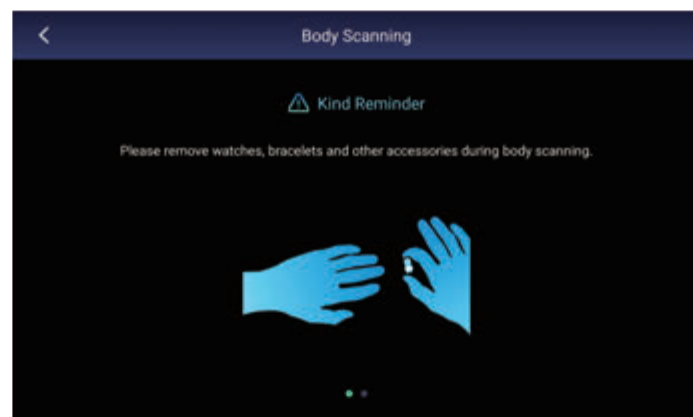 Body Scanning
Kind Reminder
Please remove watches, bracelets and other accessories during body scanning.